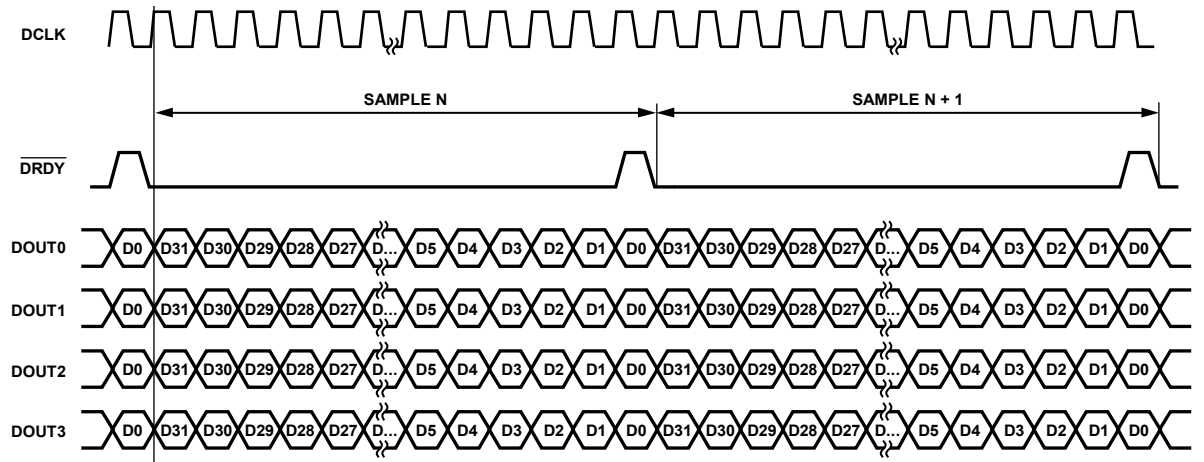 DCLK
SAMPLE N SAMPLE N + 1
DRDY
DOUT0 D0 D31 D30 D29 D28 D27 D... D5 D4 D3 D2 D1 D0 D31 D30 D29 D28 D27 D... D5 D4 D3 D2 D1 D0
DOUT1 D0 D31 D30 D29 D28 D27 D... D5 D4 D3 D2 D1 D0 D31 D30 D29 D28 D27 D... D5 D4 D3 D2 D1 D0
DOUT2 D0 D31 D30 D29 D28 D27 D... D5 D4 D3 D2 D1 D0 D31 D30 D29 D28 D27 D... D5 D4 D3 D2 D1 D0
DOUT3 D0 D31 D30 D29 D28 D27 D... D5 D4 D3 D2 D1 D0 D31 D30 D29 D28 D27 D... D5 D4 D3 D2 D1 D0